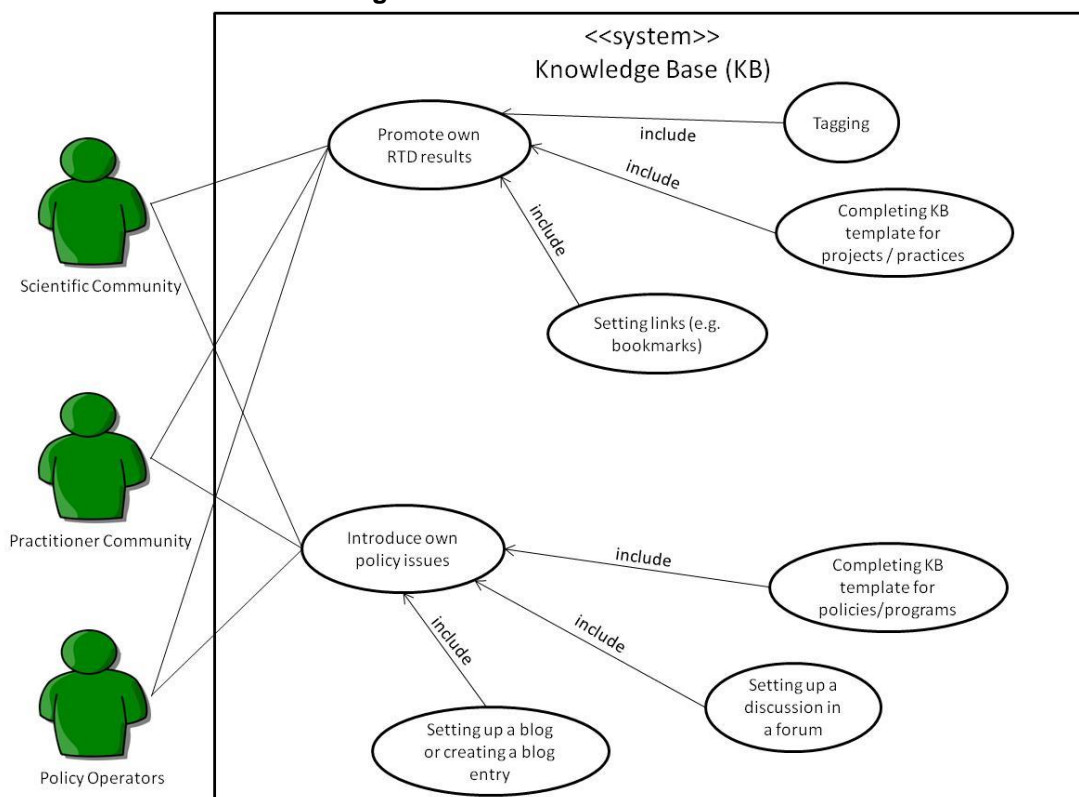 <<system>>
Knowledge Base (KB)
Promote own
RTD results
include
Tagging
include
Completing KB
template for
projects / practices
include
Setting links (e.g.
bookmarks)
Scientific Community
Practitioner Community
Introduce own
policy issues
include
Completing KB
template for
policies/programs
include
Setting up a
discussion in
a forum
include
Setting up a blog
or creating a blog
entry
Policy Operators